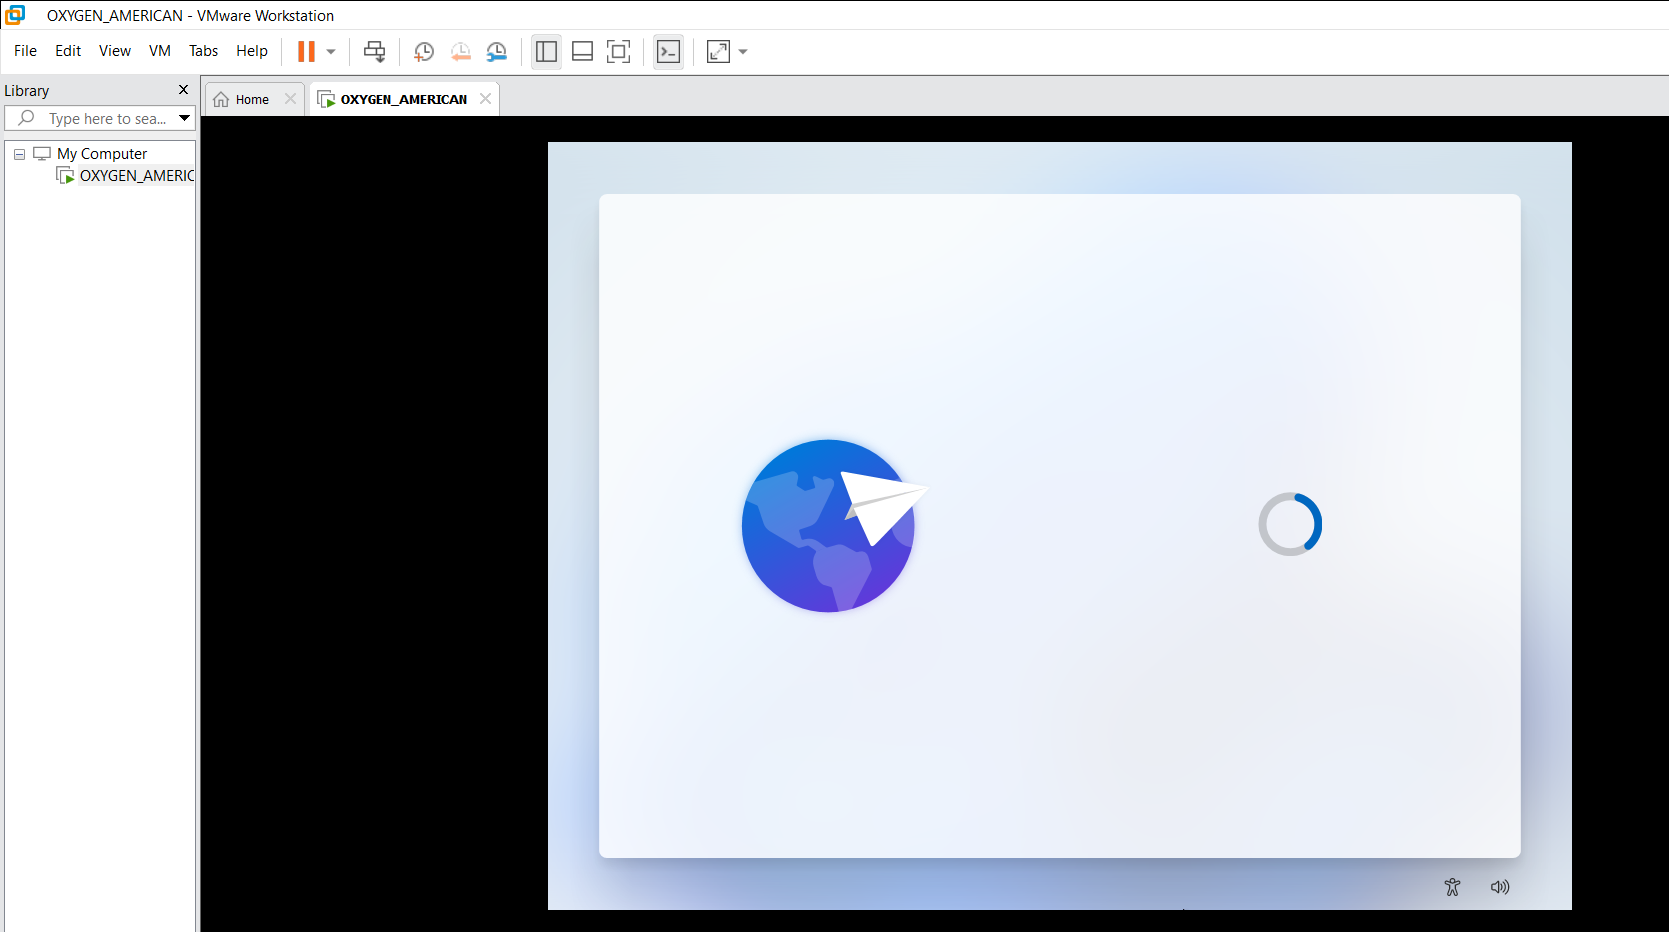 OXYGEN_AMERICAN - VMware Workstation
File Edit View VM Tabs Help
Library
Home
OXYGEN_AMERICAN
Type here to sea...
My Computer
OXYGEN_AMERIC